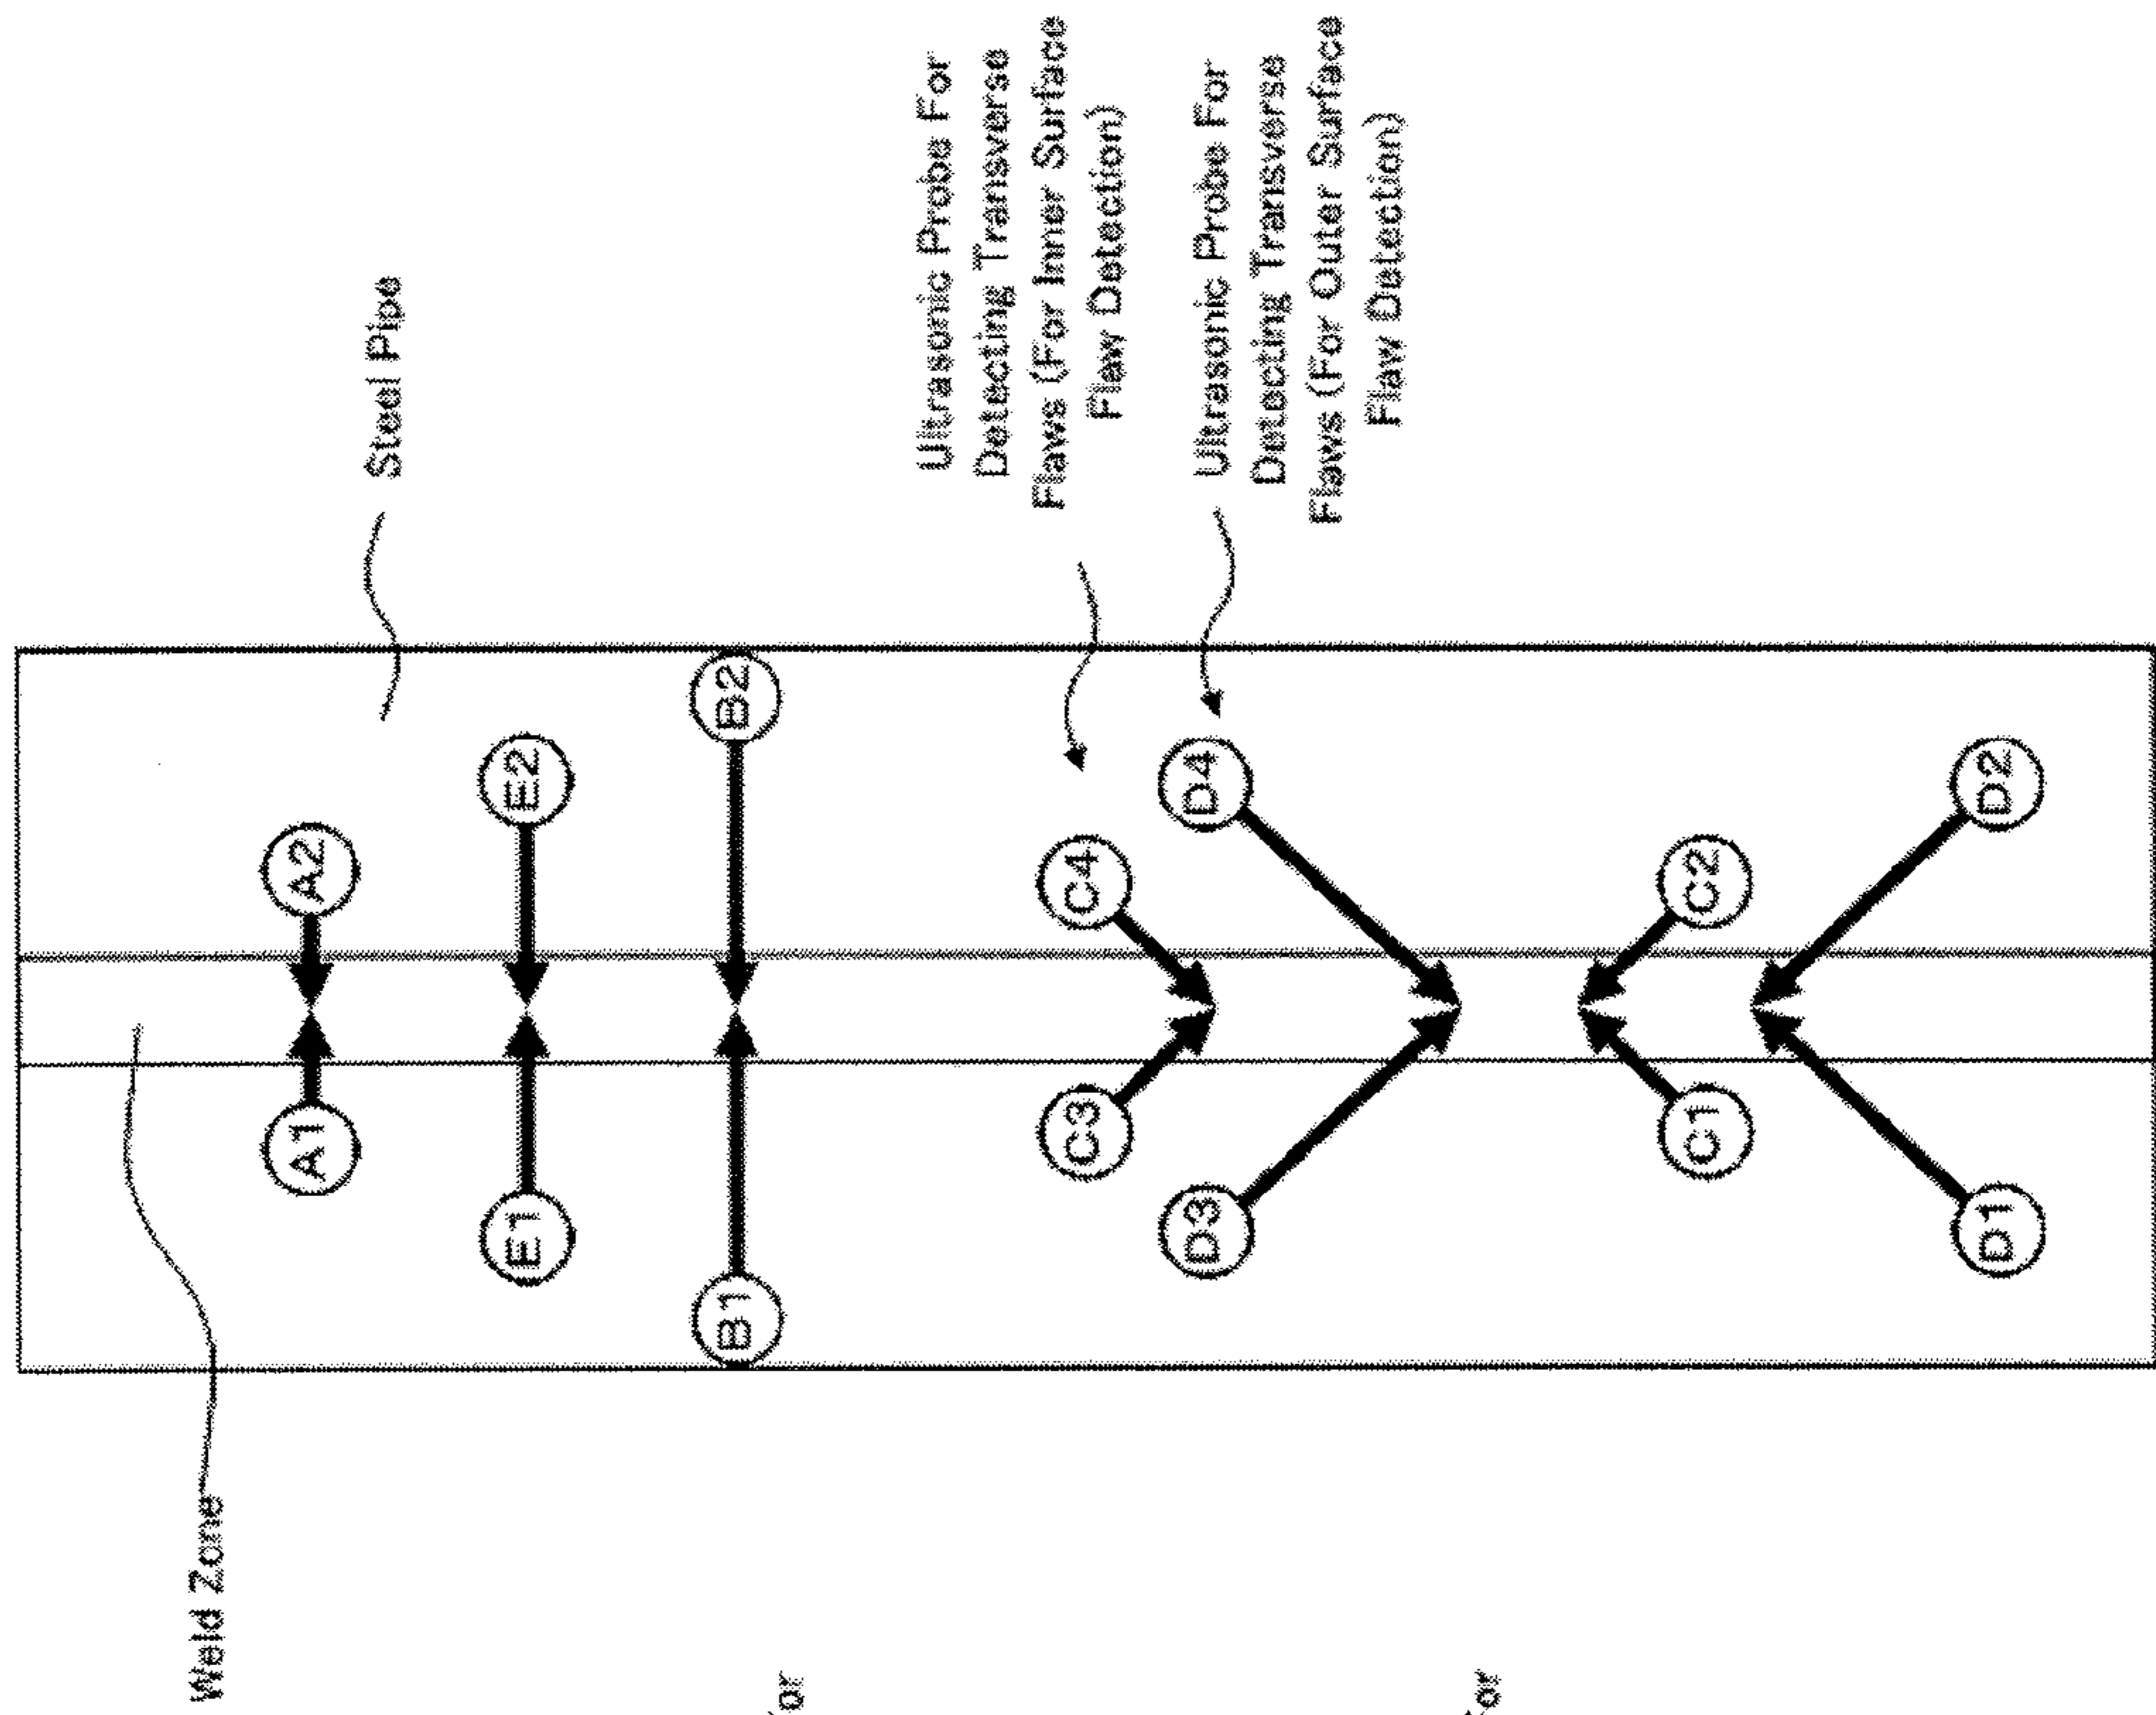 Weld Zone
Steel Pipe
Ultrasonic Probe For
Detecting Transverse
Flaws (For Inner Surface
Flaw Detection)
Ultrasonic Probe For
Detecting Transverse
Flaws (For Outer Surface
Flaw Detection)
A1
A2
E1
E2
B1
B2
C3
C4
D3
D4
C1
C2
D1
D2